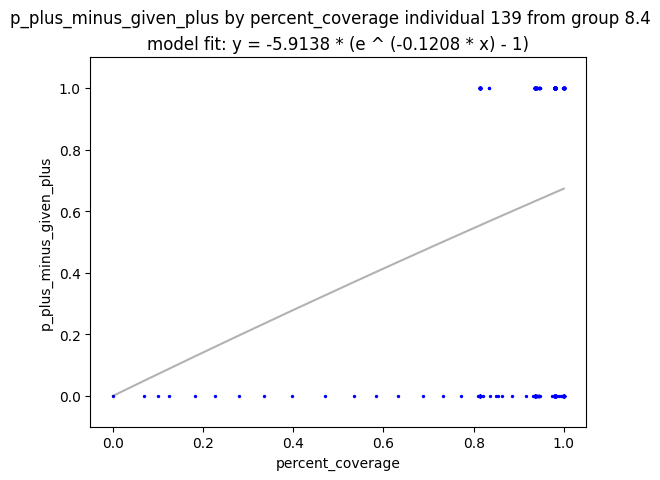 p_plus_minus_given_plus by percent_coverage individual 139 from group 8.4
model fit: y = -5.9138 * (e ^ (-0.1208 * x) - 1)
1.0
0.8
0.6
0.4
0.2
0.0
p_plus_minus_given_plus
0.0 0.2 0.4 0.6 0.8 1.0
percent_coverage